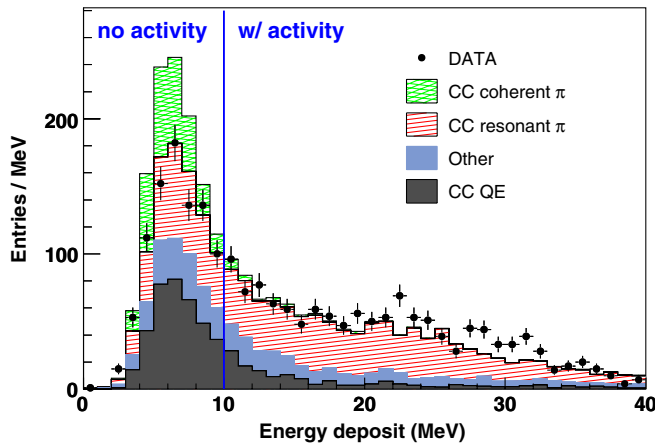 no activity w/ activity
DATA
CC coherent π
CC resonant π
Other
CC QE
Entries / MeV
200
100
0
0 10 20 30 40
Energy deposit (MeV)